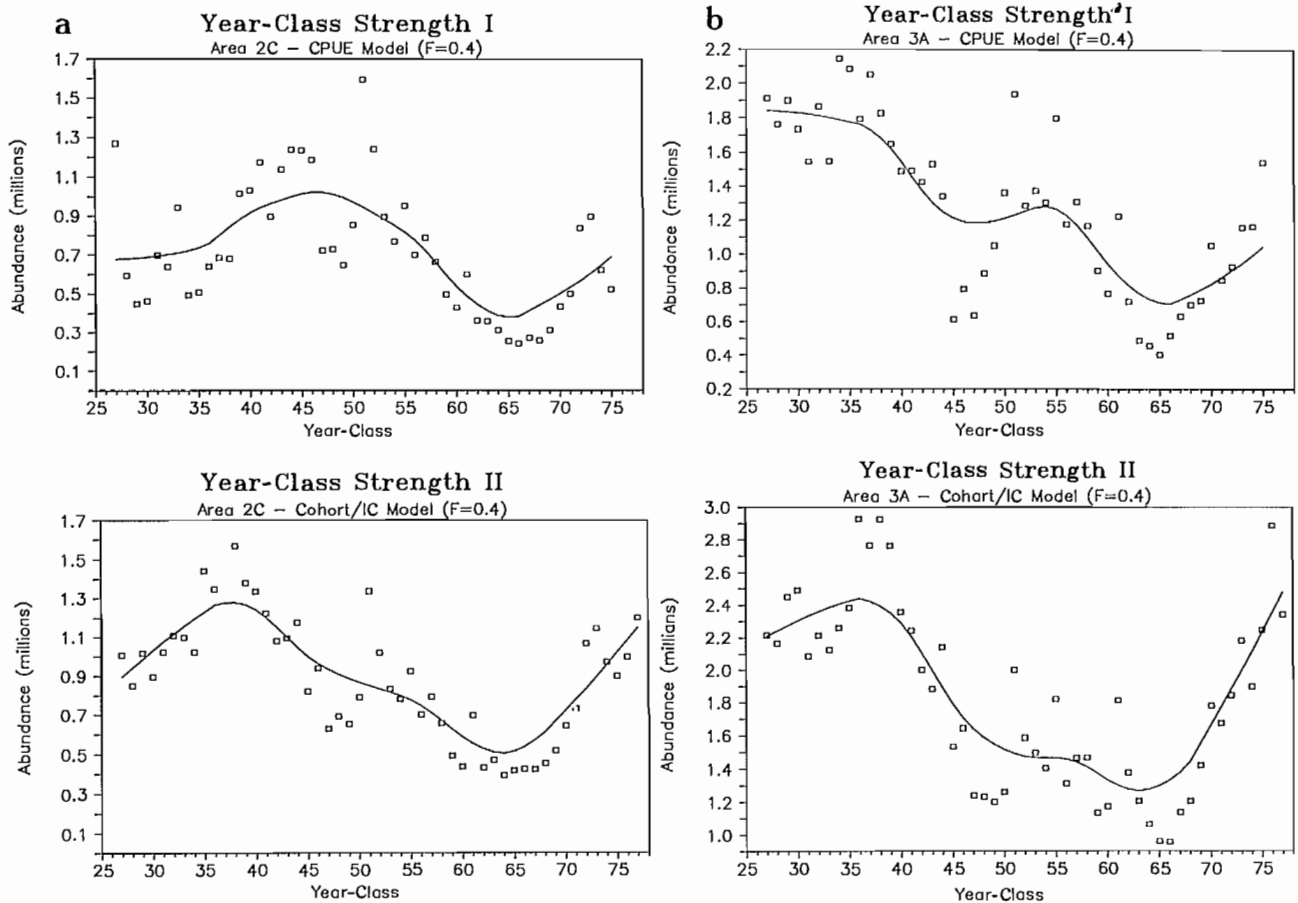 a
Year-Class Strength I
Area 2C – CPUE Model (F=0.4)
Abundance (millions)
1.7
1.5
1.3
1.1
0.9
0.7
0.5
0.3
0.1
25 30 35 40 45 50 55 60 65 70 75
Year-Class
b
Year-Class Strength I
Area 3A – CPUE Model (F=0.4)
Abundance (millions)
2.2
2.0
1.8
1.6
1.4
1.2
1.0
0.8
0.6
0.4
0.2
25 30 35 40 45 50 55 60 65 70 75
Year-Class
Year-Class Strength II
Area 2C – Cohort/IC Model (F=0.4)
Abundance (millions)
1.7
1.5
1.3
1.1
0.9
0.7
0.5
0.3
0.1
25 30 35 40 45 50 55 60 65 70 75
Year-Class
Year-Class Strength II
Area 3A – Cohort/IC Model (F=0.4)
Abundance (millions)
3.0
2.8
2.6
2.4
2.2
2.0
1.8
1.6
1.4
1.2
1.0
25 30 35 40 45 50 55 60 65 70 75
Year-Class